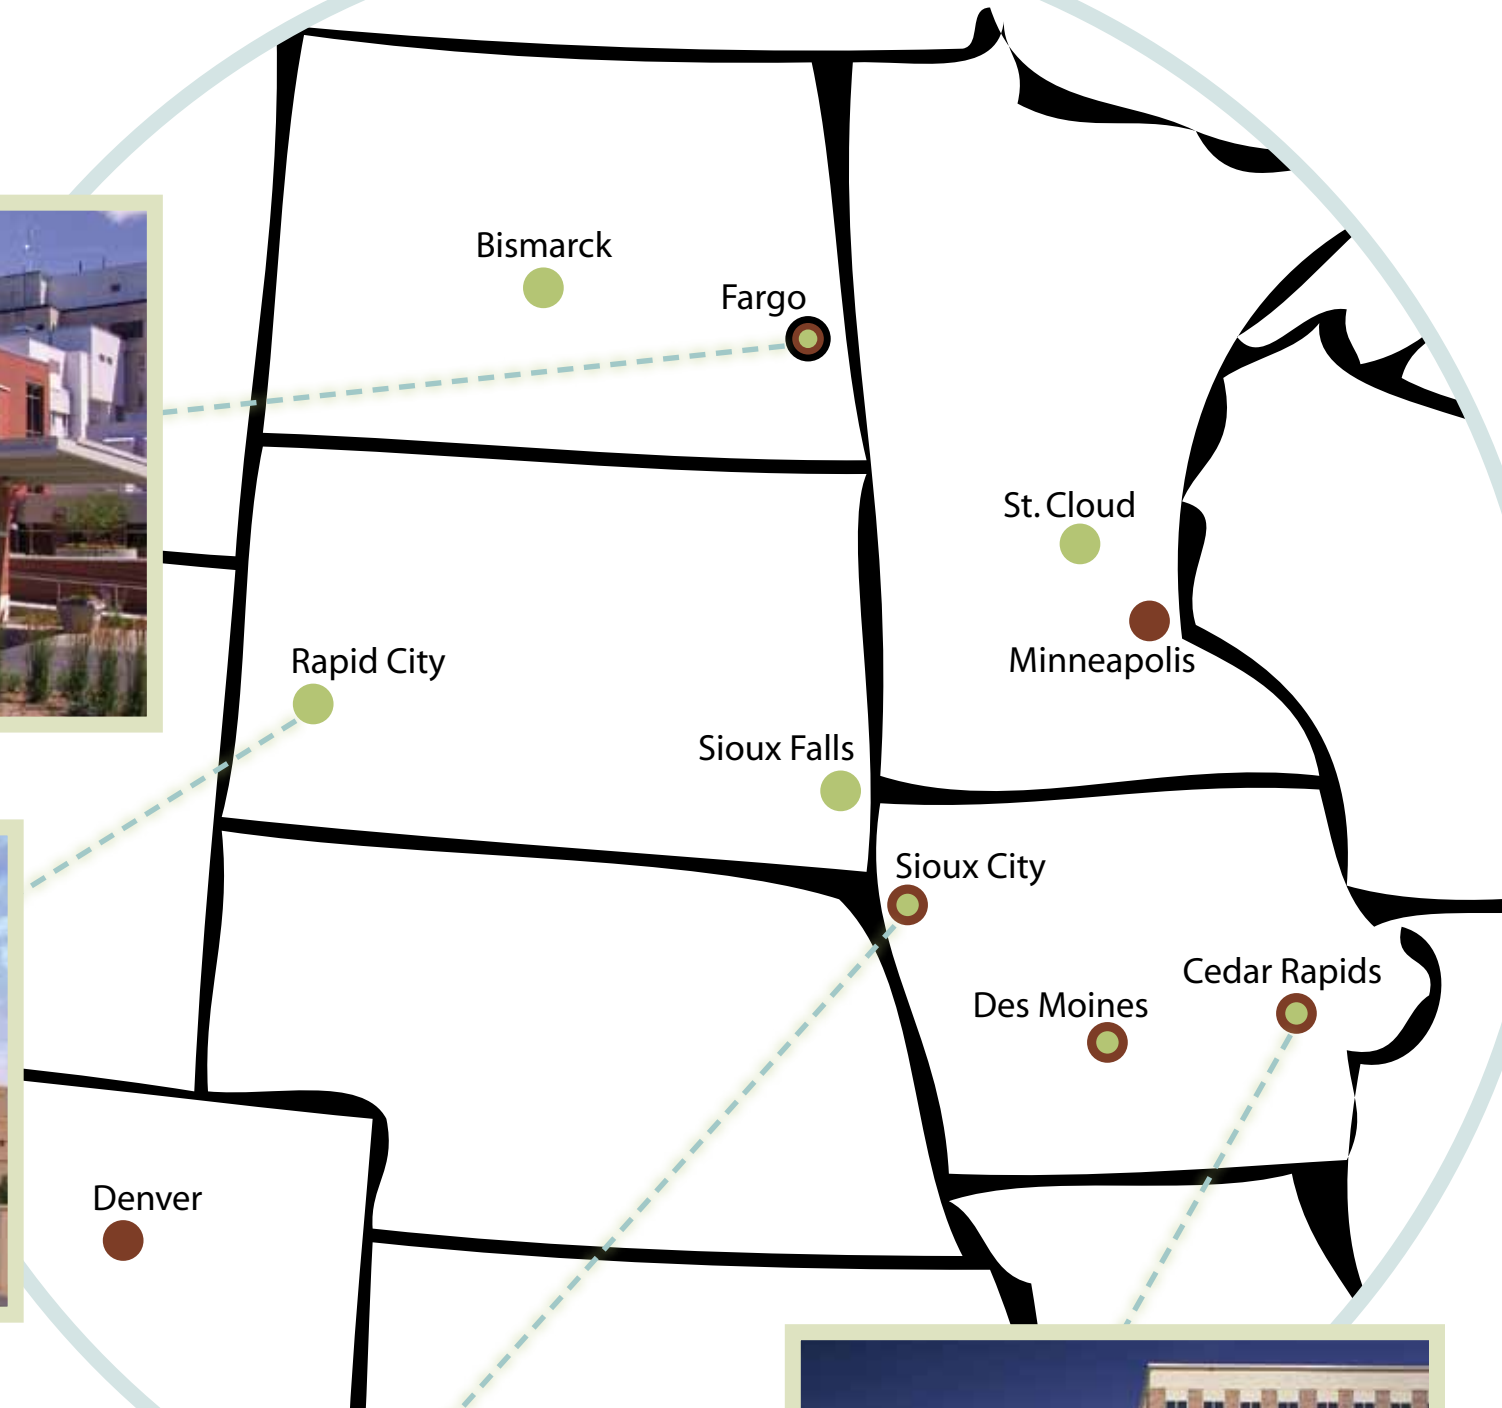 Bismarck
Fargo
St. Cloud
Minneapolis
Rapid City
Sioux Falls
Sioux City
Cedar Rapids
Des Moines
Denver